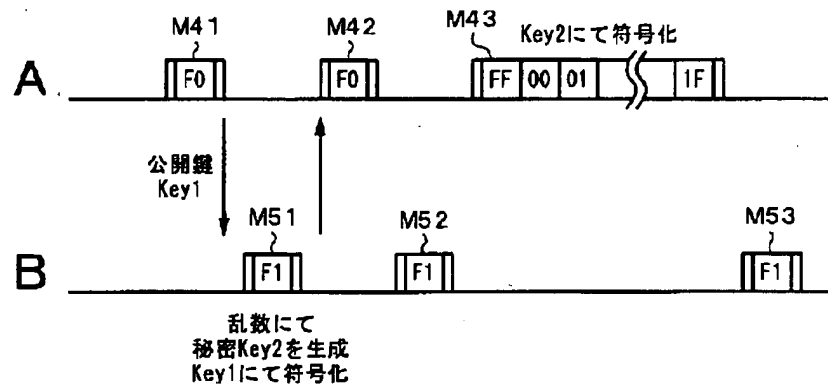 M41 M42 M43 Key2にて符号化
A F0 F0 FF 00 01 1F
公開鍵
Key1
M51 M52 M53
B F1 F1 F1
乱数にて
秘密Key2を生成
Key1にて符号化